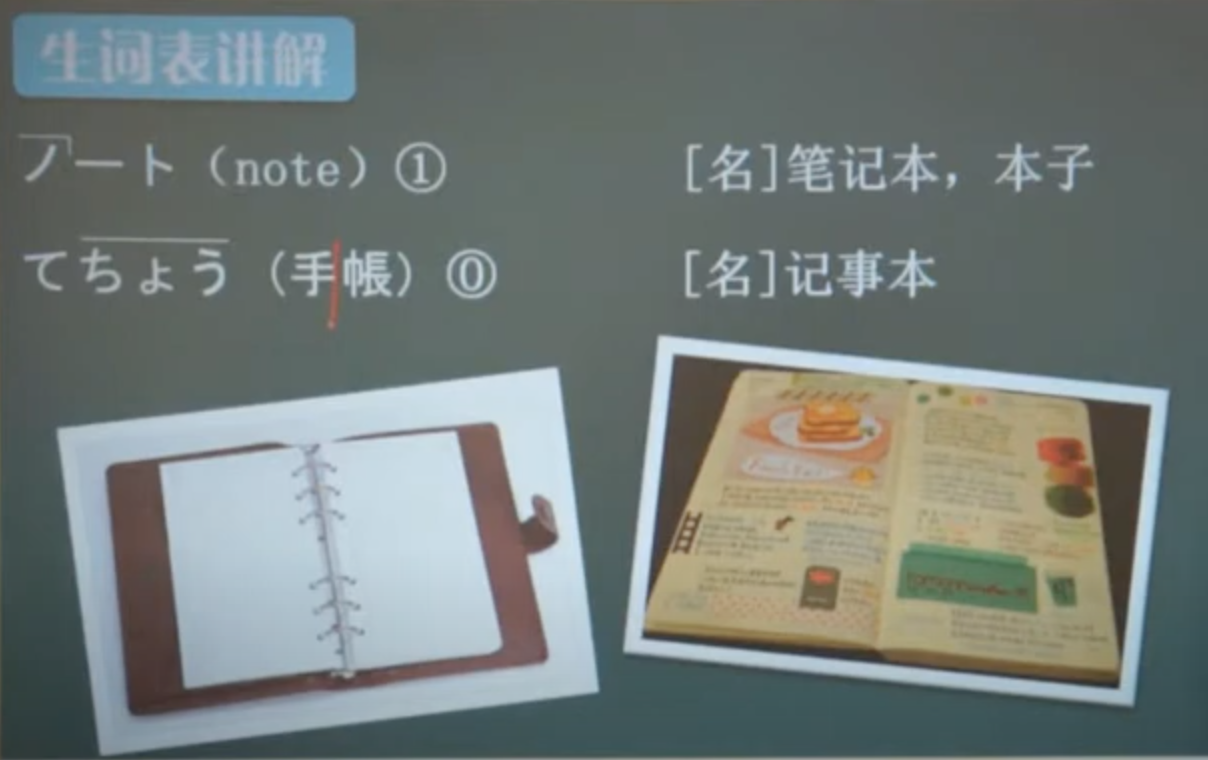 生词表讲解
ノート（note）①
[名]笔记本，本子
てちょう（手帳）⓪
[名]记事本